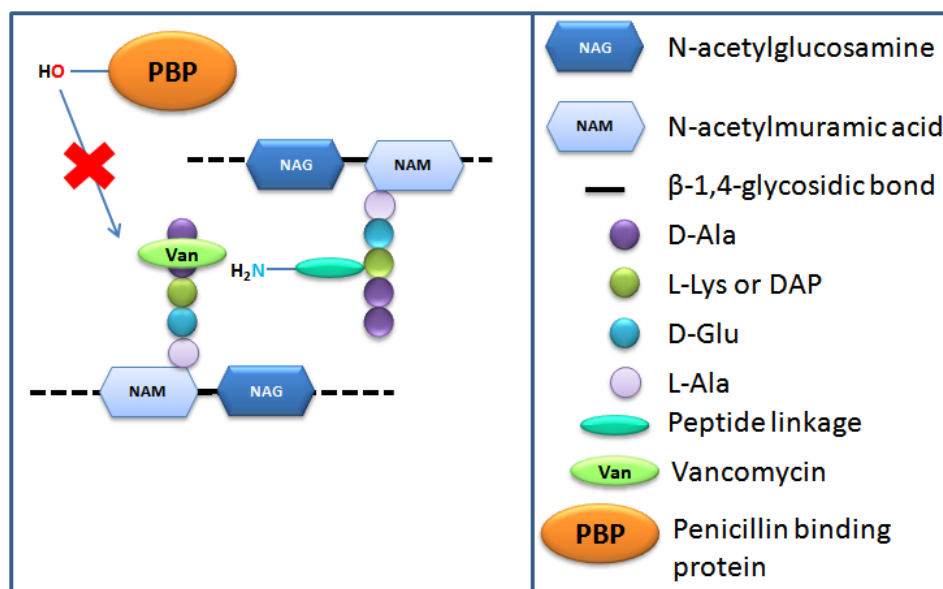 HO
PBP
NAG
NAM
Van
H₂N
NAM
NAG
NAG
N-acetylglucosamine
NAM
N-acetylmuramic acid
β-1,4-glycosidic bond
D-Ala
L-Lys or DAP
D-Glu
L-Ala
Peptide linkage
Van
Vancomycin
PBP
Penicillin binding
protein